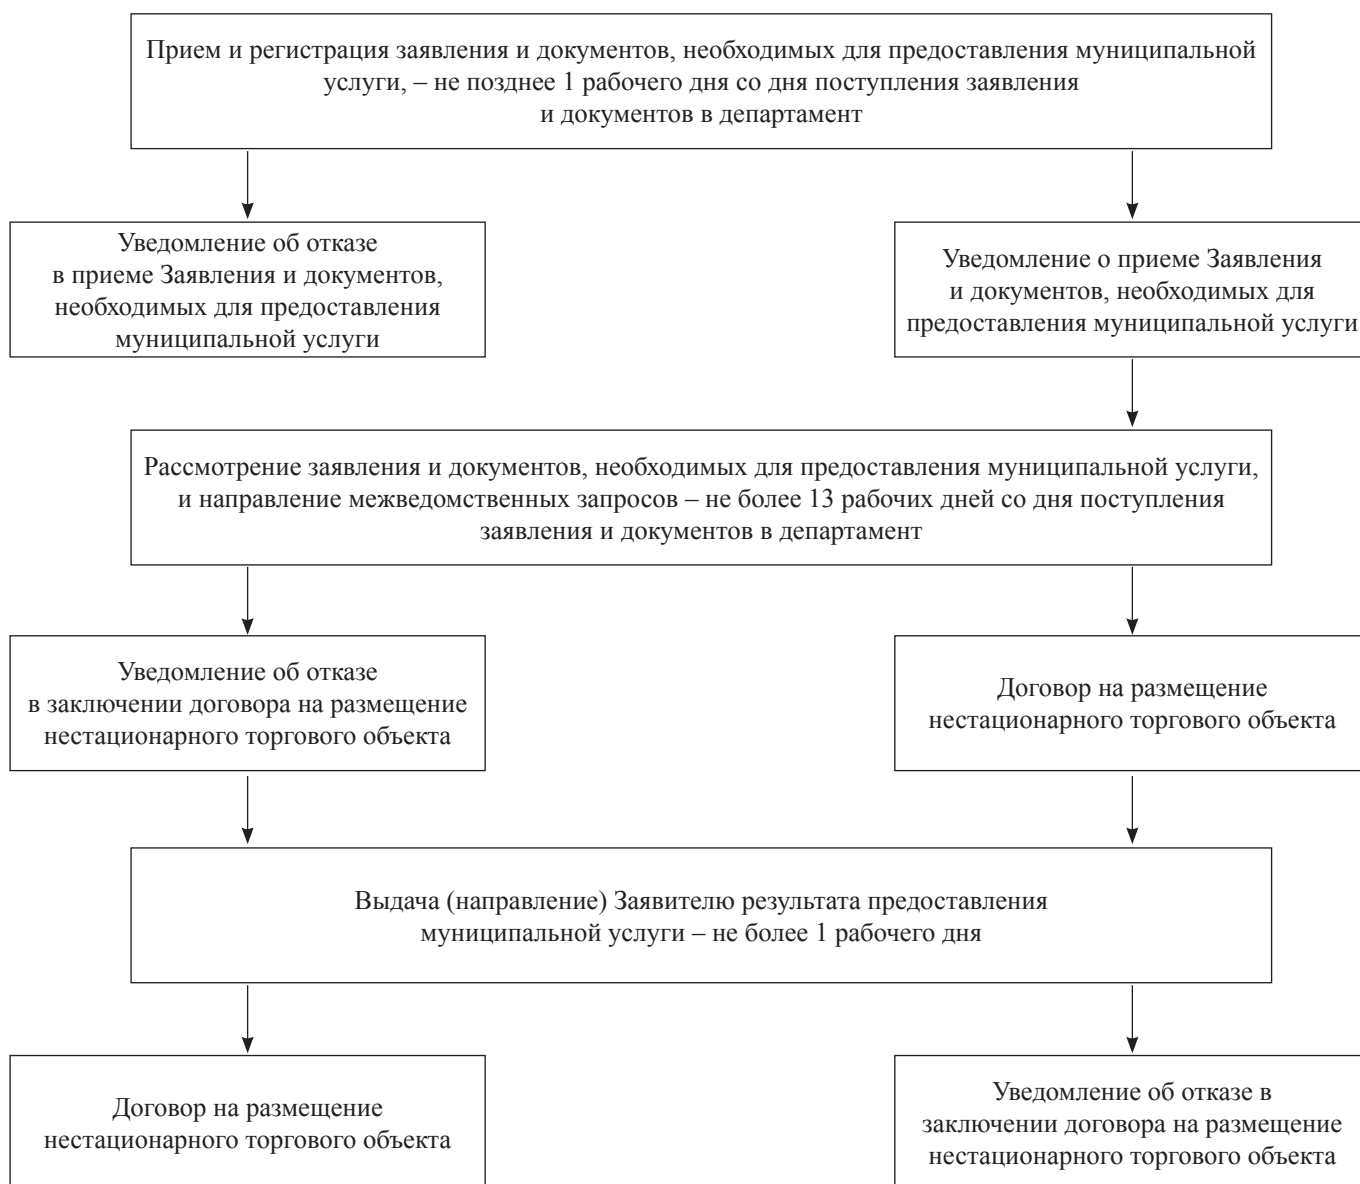 Прием и регистрация заявления и документов, необходимых для предоставления муниципальной
услуги, – не позднее 1 рабочего дня со дня поступления заявления
и документов в департамент
Уведомление об отказе
в приеме Заявления и документов,
необходимых для предоставления
муниципальной услуги
Уведомление о приеме Заявления
и документов, необходимых для
предоставления муниципальной услуги
Рассмотрение заявления и документов, необходимых для предоставления муниципальной услуги,
и направление межведомственных запросов – не более 13 рабочих дней со дня поступления
заявления и документов в департамент
Уведомление об отказе
в заключении договора на размещение
нестационарного торгового объекта
Договор на размещение
нестационарного торгового объекта
Выдача (направление) Заявителю результата предоставления
муниципальной услуги – не более 1 рабочего дня
Договор на размещение
нестационарного торгового объекта
Уведомление об отказе в
заключении договора на размещение
нестационарного торгового объекта